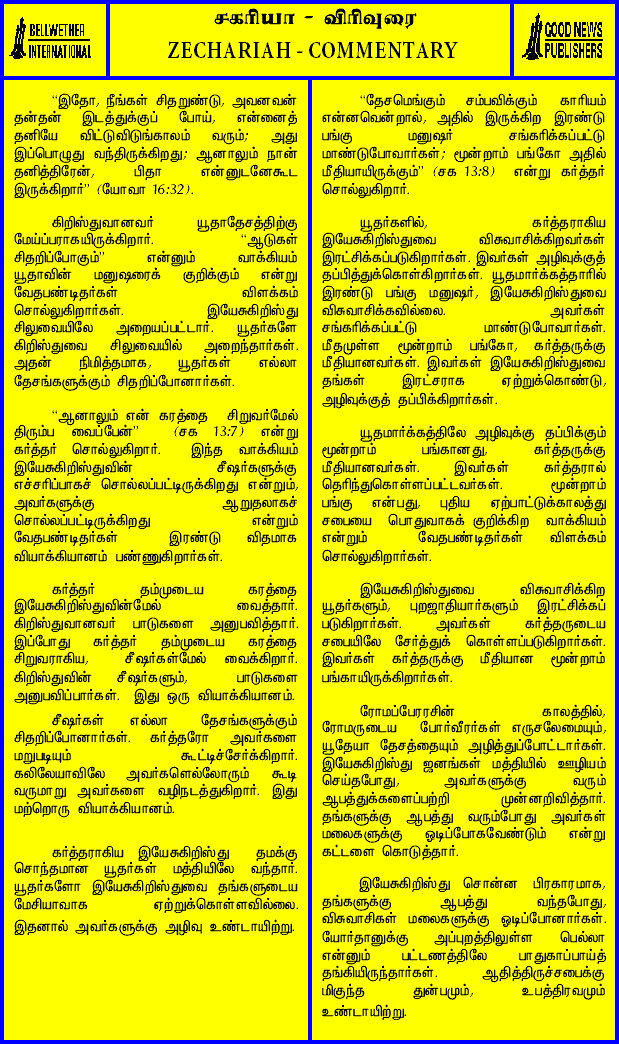 BELLWETHER
INTERNATIONAL
சகரியா - விரிவுரை
ZECHARIAH - COMMENTARY
GOOD NEWS
PUBLISHERS
“இதோ, நீங்கள் சிதறுண்டு, அவனவன்
தன்தன் இடத்துக்குப் போய், என்னைத்
தனியே விட்டுவிடுங்காலம் வரும்; அது
இப்பொழுது வந்திருக்கிறது; ஆனாலும் நான்
தனித்திரேன், பிதா என்னுடனேகூட
இருக்கிறார்” (யோவா 16:32).
கிறிஸ்துவானவர் யூதாதேசத்திற்கு
மேய்ப்பராகயிருக்கிறார். “ஆடுகள்
சிதறிப்போகும்” என்னும் வாக்கியம்
யூதாவின் மனுஷரைக் குறிக்கும் என்று
வேதபண்டிதர்கள் விளக்கம்
சொல்லுகிறார்கள். இயேசுகிறிஸ்து
சிலுவையிலே அறையப்பட்டார். யூதர்களே
கிறிஸ்துவை சிலுவையில் அறைந்தார்கள்.
அதன் நிமித்தமாக, யூதர்கள் எல்லா
தேசங்களுக்கும் சிதறிப்போனார்கள்.
“ஆனாலும் என் கரத்தை சிறுவர்மேல்
திரும்ப வைப்பேன்” (சக 13:7) என்று
கர்த்தர் சொல்லுகிறார். இந்த வாக்கியம்
இயேசுகிறிஸ்துவின் சீஷர்களுக்கு
எச்சரிப்பாகச் சொல்லப்பட்டிருக்கிறது என்றும்,
அவர்களுக்கு ஆறுதலாகச்
சொல்லப்பட்டிருக்கிறது என்றும்
வேதபண்டிதர்கள் இரண்டு விதமாக
வியாக்கியானம் பண்ணுகிறார்கள்.
கர்த்தர் தம்முடைய கரத்தை
இயேசுகிறிஸ்துவின்மேல் வைத்தார்.
கிறிஸ்துவானவர் பாடுகளை அனுபவித்தார்.
இப்போது கர்த்தர் தம்முடைய கரத்தை
சிறுவராகிய, சீஷர்கள்மேல் வைக்கிறார்.
கிறிஸ்துவின் சீஷர்களும், பாடுகளை
அனுபவிப்பார்கள். இது ஒரு வியாக்கியானம்.
சீஷர்கள் எல்லா தேசங்களுக்கும்
சிதறிப்போனார்கள். கர்த்தரோ அவர்களை
மறுபடியும் கூட்டிச்சேர்க்கிறார்.
கலிலேயாவிலே அவர்களெல்லோரும் கூடி
வருமாறு அவர்களை வழிநடத்துகிறார். இது
மற்றொரு வியாக்கியானம்.
கர்த்தராகிய இயேசுகிறிஸ்து தமக்கு
சொந்தமான யூதர்கள் மத்தியிலே வந்தார்.
யூதர்களோ இயேசுகிறிஸ்துவை தங்களுடைய
மேசியாவாக ஏற்றுக்கொள்ளவில்லை.
இதனால் அவர்களுக்கு அழிவு உண்டாயிற்று.
“தேசமெங்கும் சம்பவிக்கும் காரியம்
என்னவென்றால், அதில் இருக்கிற இரண்டு
பங்கு மனுஷர் சங்கரிக்கப்பட்டு
மாண்டுபோவார்கள்; மூன்றாம் பங்கோ அதில்
மீதியாயிருக்கும்” (சக 13:8) என்று கர்த்தர்
சொல்லுகிறார்.
யூதர்களில், கர்த்தராகிய
இயேசுகிறிஸ்துவை விசுவாசிக்கிறவர்கள்
இரட்சிக்கப்படுகிறார்கள். இவர்கள் அழிவுக்குத்
தப்பித்துக்கொள்கிறார்கள். யூதமார்க்கத்தாரில்
இரண்டு பங்கு மனுஷர், இயேசுகிறிஸ்துவை
விசுவாசிக்கவில்லை. அவர்கள்
சங்கரிக்கப்பட்டு மாண்டுபோவார்கள்.
மீதமுள்ள மூன்றாம் பங்கோ, கர்த்தருக்கு
மீதியானவர்கள். இவர்கள் இயேசுகிறிஸ்துவை
தங்கள் இரட்சராக ஏற்றுக்கொண்டு,
அழிவுக்குத் தப்பிக்கிறார்கள்.
யூதமார்க்கத்திலே அழிவுக்கு தப்பிக்கும்
மூன்றாம் பங்கானது, கர்த்தருக்கு
மீதியானவர்கள். இவர்கள் கர்த்தரால்
தெரிந்துகொள்ளப்பட்டவர்கள். மூன்றாம்
பங்கு என்பது, புதிய ஏற்பாட்டுக்காலத்து
சபையை பொதுவாகக் குறிக்கிற வாக்கியம்
என்றும் வேதபண்டிதர்கள் விளக்கம்
சொல்லுகிறார்கள்.
இயேசுகிறிஸ்துவை விசுவாசிக்கிற
யூதர்களும், புறஜாதியார்களும் இரட்சிக்கப்
படுகிறார்கள். அவர்கள் கர்த்தருடைய
சபையிலே சேர்த்துக் கொள்ளப்படுகிறார்கள்.
இவர்கள் கர்த்தருக்கு மீதியான மூன்றாம்
பங்காயிருக்கிறார்கள்.
ரோமப்பேரரசின் காலத்தில்,
ரோமருடைய போர்வீரர்கள் எருசலேமையும்,
யூதேயா தேசத்தையும் அழித்துப்போட்டார்கள்.
இயேசுகிறிஸ்து ஜனங்கள் மத்தியில் ஊழியம்
செய்தபோது, அவர்களுக்கு வரும்
ஆபத்துக்களைப்பற்றி முன்னறிவித்தார்.
தங்களுக்கு ஆபத்து வரும்போது அவர்கள்
மலைகளுக்கு ஓடிப்போகவேண்டும் என்று
கட்டளை கொடுத்தார்.
இயேசுகிறிஸ்து சொன்ன பிரகாரமாக,
தங்களுக்கு ஆபத்து வந்தபோது,
விசுவாசிகள் மலைகளுக்கு ஓடிப்போனார்கள்.
யோர்தானுக்கு அப்புறத்திலுள்ள பெல்லா
என்னும் பட்டணத்திலே பாதுகாப்பாய்த்
தங்கியிருந்தார்கள். ஆதித்திருச்சபைக்கு
மிகுந்த துன்பமும், உபத்திரவமும்
உண்டாயிற்று.